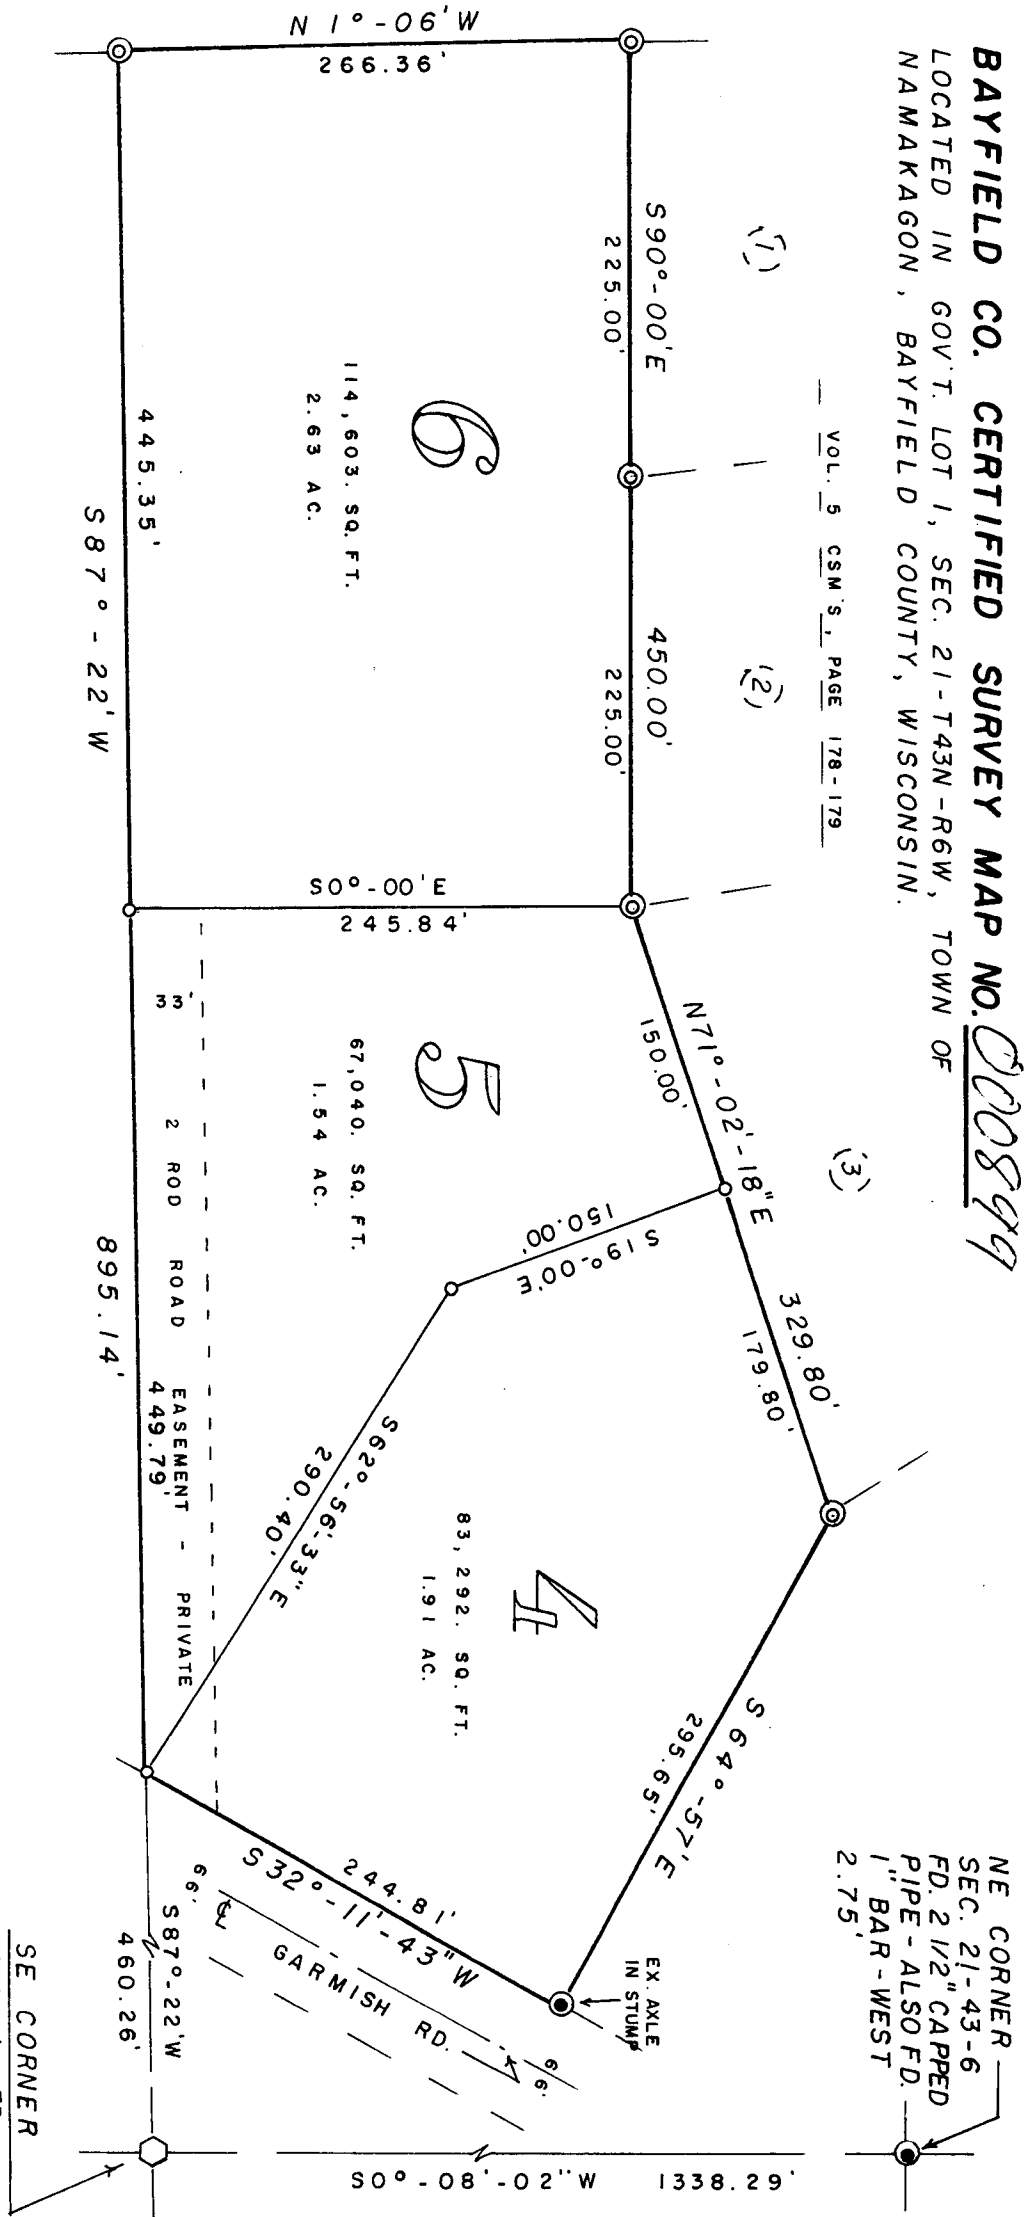 BAYFIELD CO. CERTIFIED SURVEY MAP NO. 000899
LOCATED IN GOV'T. LOT 1, SEC. 21-T43N-R6W, TOWN OF
NAMAKAGON, BAYFIELD COUNTY, WISCONSIN.
VOL. 5 CSM'S, PAGE 178-179
(1)
(2)
(3)
NE CORNER
SEC. 21-43-6
FD. 2 1/2" CAPPED
PIPE - ALSO FD.
1" BAR - WEST
2.75'
N 1°-06'W
266.36'
S90°-00'E
450.00'
225.00'
225.00'
6
114,603. SQ. FT.
2.63 AC.
445.35'
S87°-22'W
895.14'
S0°-00'E
245.84'
N71°-02'-18"E
329.80'
150.00'
179.80'
5
67,040. SQ. FT.
1.54 AC.
S19°-00'E
150.00'
33'
2 ROD ROAD EASEMENT - PRIVATE
449.79'
S62°-56'-33"E
290.40'
4
83,292. SQ. FT.
1.91 AC.
S64°-57'E
295.65'
EX. AXLE
IN STUMP
244.81'
S32°-11'-43"W
66'
℄
GARMISH RD.
66'
S87°-22'W
460.26'
S0°-08'-02"W 1338.29'
SE CORNER